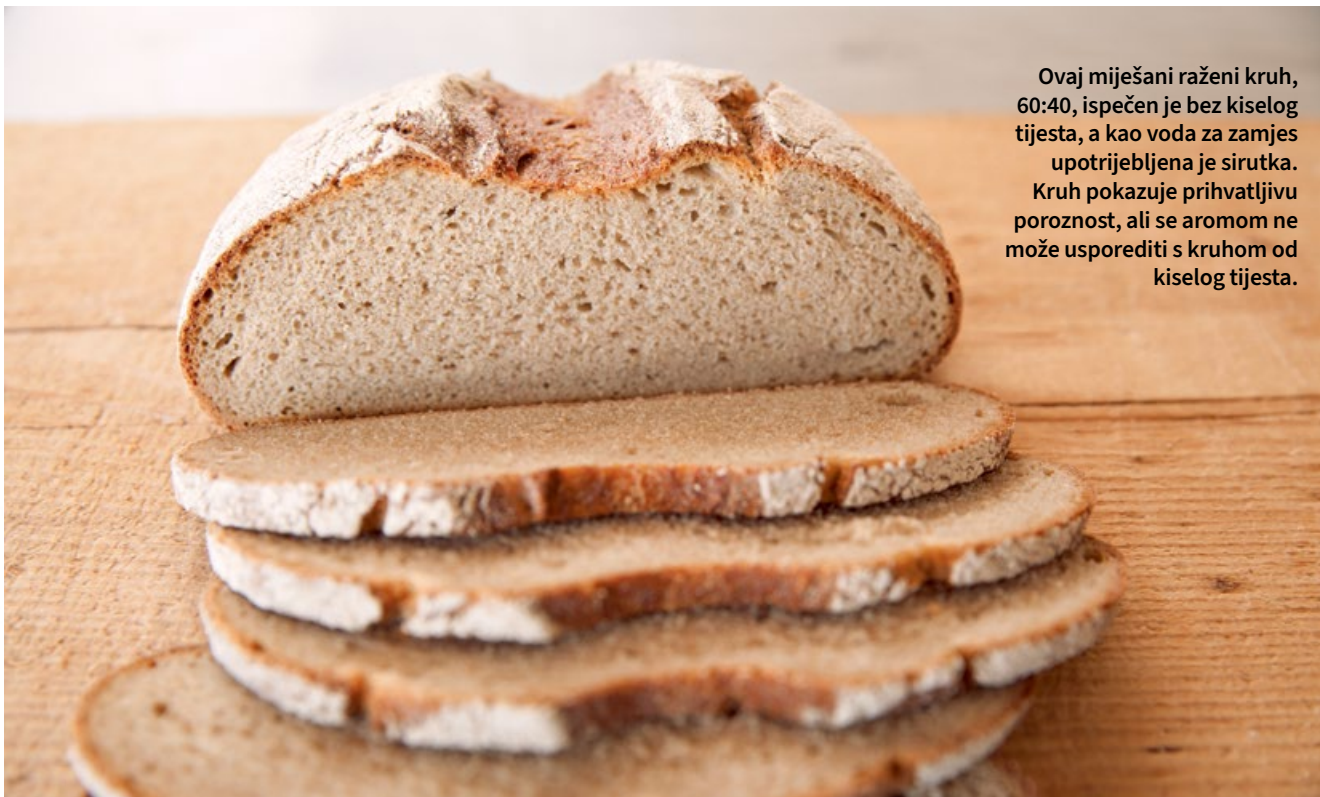 Ovaj miješani raženi kruh,
60:40, ispečen je bez kiselog
tijesta, a kao voda za zamjes
upotrijebljena je sirutka.
Kruh pokazuje prihvatljivu
poroznost, ali se aromom ne
može usporediti s kruhom od
kiselog tijesta.